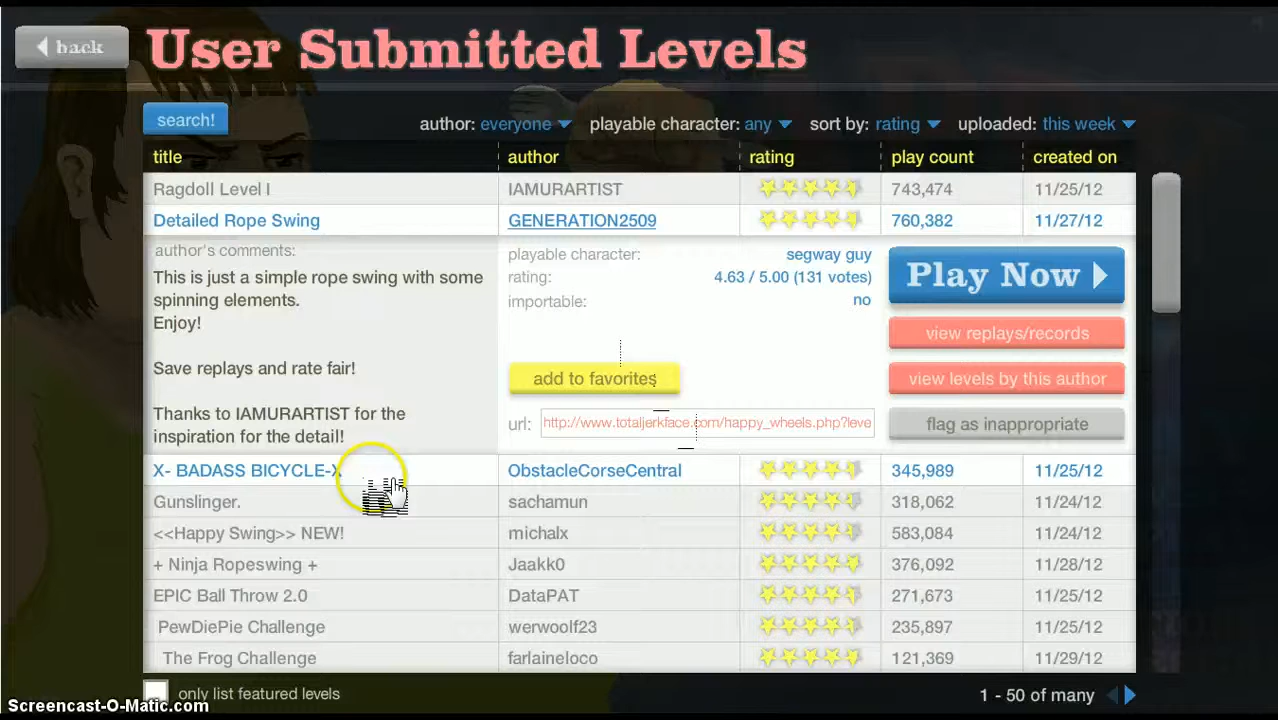 back
User Submitted Levels
search!
author: everyone playable character: any sort by: rating uploaded: this week
title author rating play count created on
Ragdoll Level I IAMURARTIST 743,474 11/25/12
Detailed Rope Swing GENERATION2509 760,382 11/27/12
author's comments:
This is just a simple rope swing with some
spinning elements.
Enjoy!
Save replays and rate fair!
Thanks to IAMURARTIST for the
inspiration for the detail!
playable character: segway guy
rating: 4.63 / 5.00 (131 votes)
importable: no
add to favorites
url: http://www.totaljerkface.com/happy_wheels.php?leve
Play Now
view replays/records
view levels by this author
flag as inappropriate
X- BADASS BICYCLE-X ObstacleCorseCentral 345,989 11/25/12
Gunslinger. sachamun 318,062 11/24/12
<<Happy Swing>> NEW! michalx 583,084 11/24/12
+ Ninja Ropeswing + Jaakk0 376,092 11/28/12
EPIC Ball Throw 2.0 DataPAT 271,673 11/25/12
PewDiePie Challenge werwoolf23 235,897 11/25/12
The Frog Challenge farlaineloco 121,369 11/29/12
only list featured levels
1 - 50 of many
Screencast-O-Matic.com